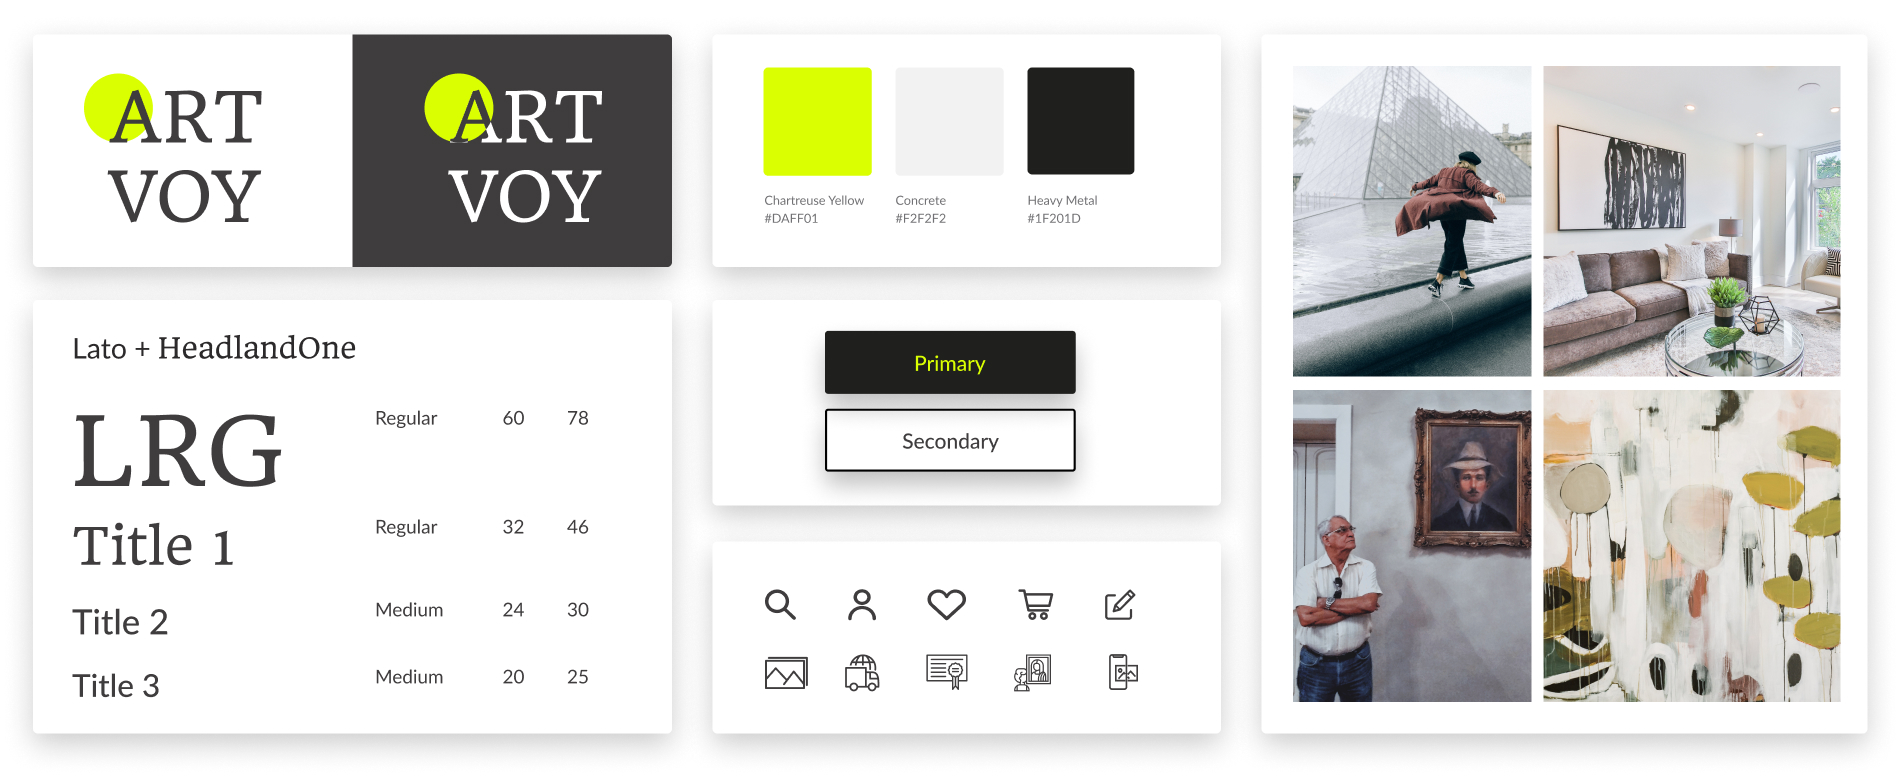 ART
VOY
ART
VOY
Chartreuse Yellow
#DAFF01
Concrete
#F2F2F2
Heavy Metal
#1F201D
Lato + HeadlandOne
LRG Regular 60 78
Title 1 Regular 32 46
Title 2 Medium 24 30
Title 3 Medium 20 25
Primary
Secondary